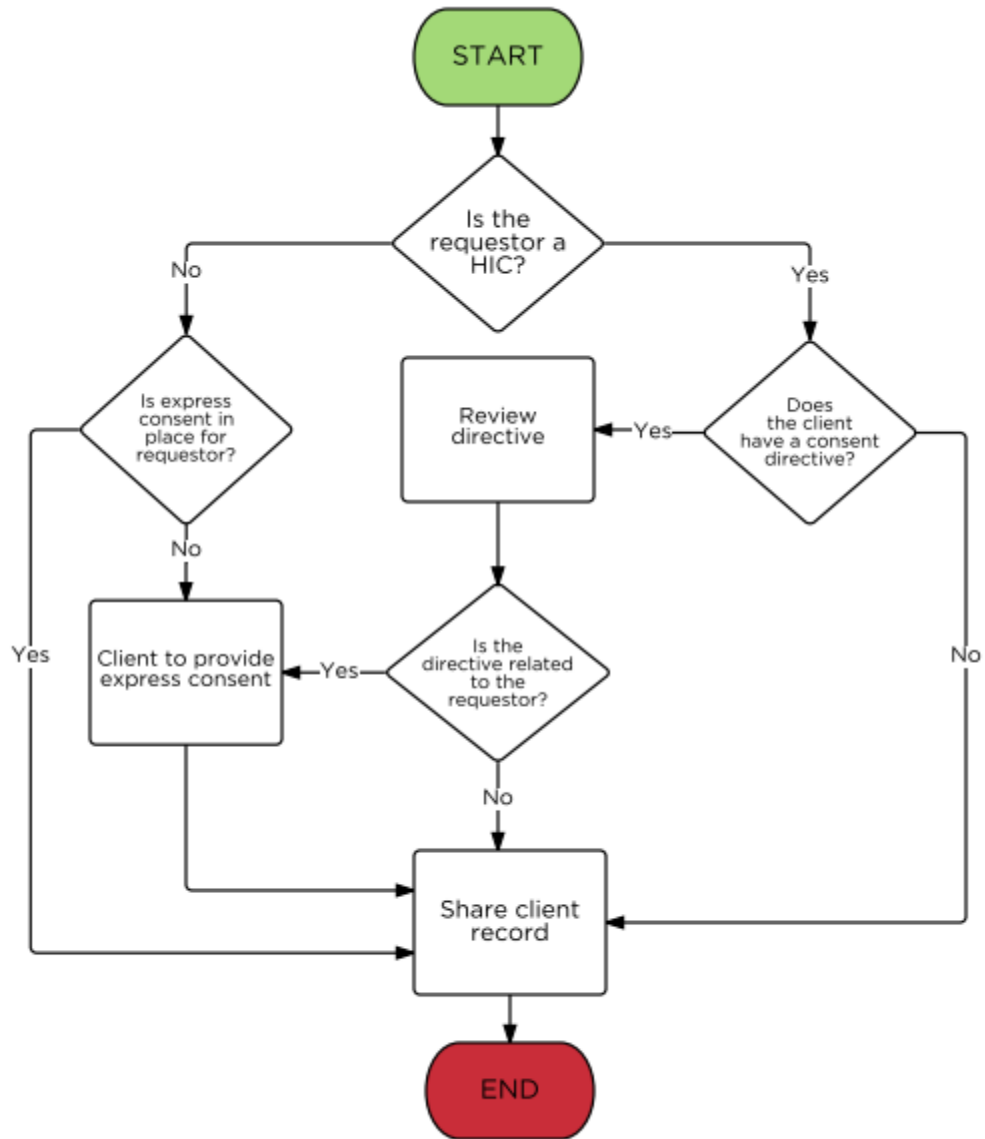 START
Is the
requestor a
HIC?
No
Yes
Is express
consent in
place for
requestor?
Review
directive
Yes
Does
the client
have a consent
directive?
No
Client to provide
express consent
Yes
Is the
directive related
to the
requestor?
Yes
No
No
Share client
record
END